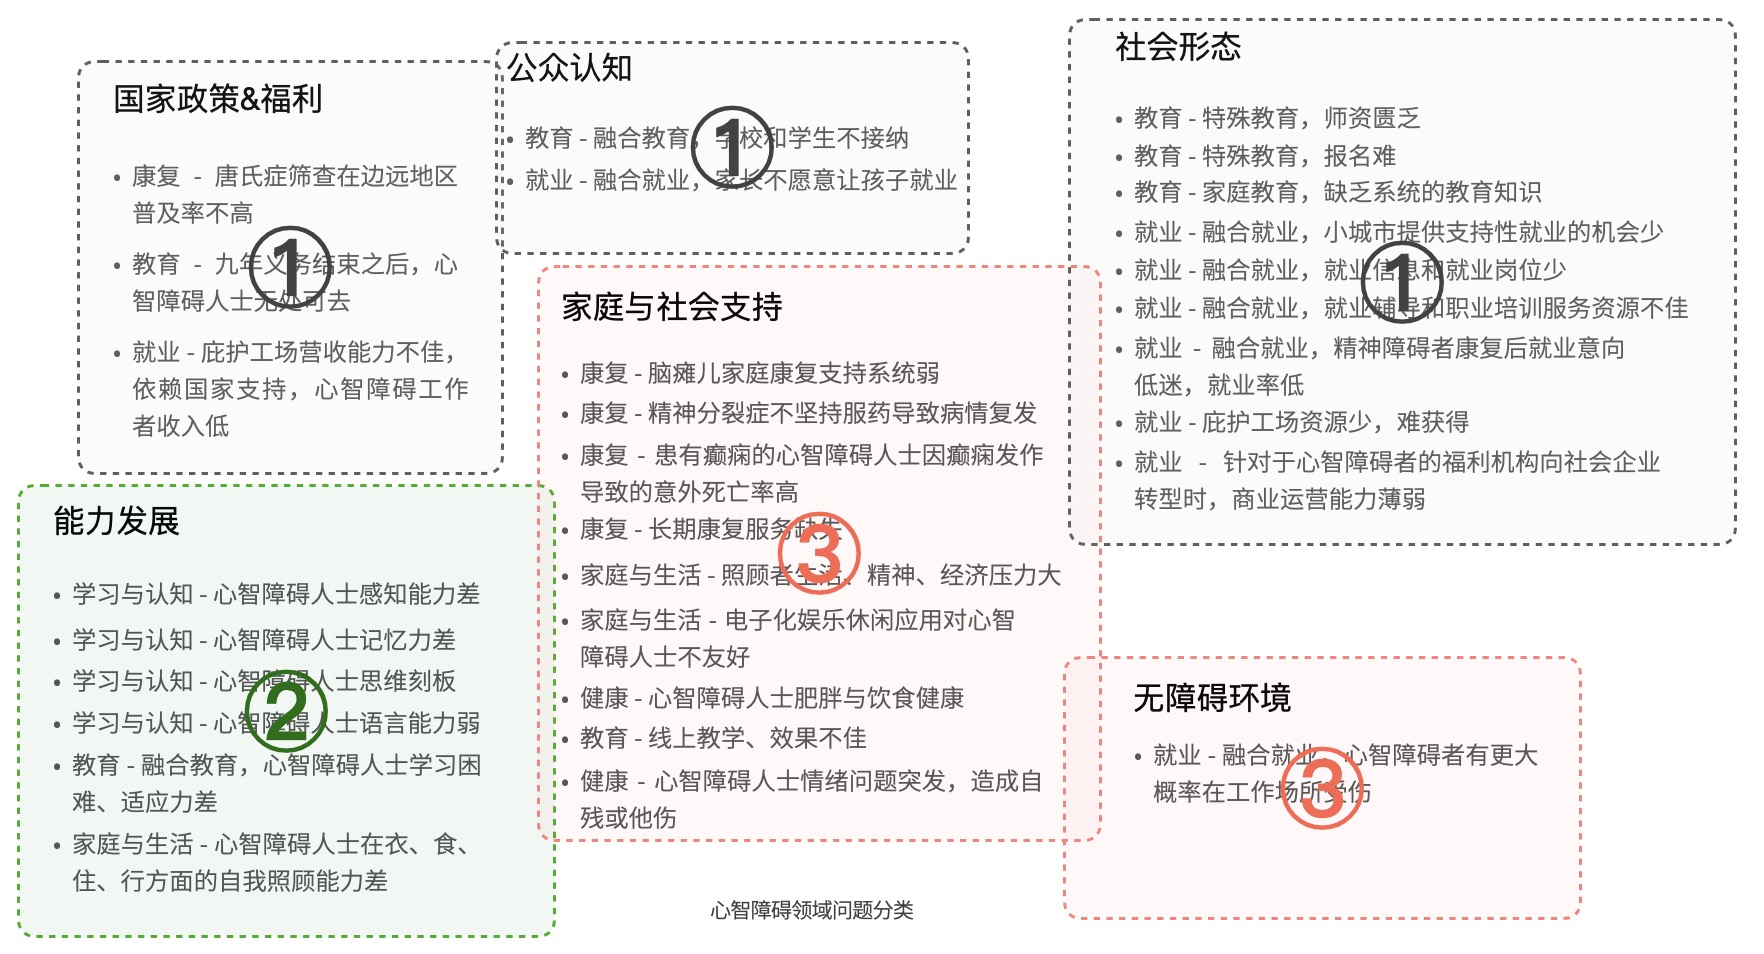 国家政策&福利
• 康复 - 唐氏症筛查在边远地区
普及率不高
• 教育 - 九年义务结束之后，心
智障碍人士无处可去
• 就业 - 庇护工场营收能力不佳，
依赖国家支持，心智障碍工作
者收入低
①
公众认知
• 教育 - 融合教育，学校和学生不接纳
• 就业 - 融合就业，家长不愿意让孩子就业
①
社会形态
• 教育 - 特殊教育，师资匮乏
• 教育 - 特殊教育，报名难
• 教育 - 家庭教育，缺乏系统的教育知识
• 就业 - 融合就业，小城市提供支持性就业的机会少
• 就业 - 融合就业，就业信息和就业岗位少
• 就业 - 融合就业，就业辅导和职业培训服务资源不佳
• 就业 - 融合就业，精神障碍者康复后就业意向
低迷，就业率低
• 就业 - 庇护工场资源少，难获得
• 就业 - 针对于心智障碍者的福利机构向社会企业
转型时，商业运营能力薄弱
①
能力发展
• 学习与认知 - 心智障碍人士感知能力差
• 学习与认知 - 心智障碍人士记忆力差
• 学习与认知 - 心智障碍人士思维刻板
• 学习与认知 - 心智障碍人士语言能力弱
• 教育 - 融合教育，心智障碍人士学习困
难、适应力差
• 家庭与生活 - 心智障碍人士在衣、食、
住、行方面的自我照顾能力差
②
家庭与社会支持
• 康复 - 脑瘫儿家庭康复支持系统弱
• 康复 - 精神分裂症不坚持服药导致病情复发
• 康复 - 患有癫痫的心智障碍人士因癫痫发作
导致的意外死亡率高
• 康复 - 长期康复服务缺失
• 家庭与生活 - 照顾者生活、精神、经济压力大
• 家庭与生活 - 电子化娱乐休闲应用对心智
障碍人士不友好
• 健康 - 心智障碍人士肥胖与饮食健康
• 教育 - 线上教学、效果不佳
• 健康 - 心智障碍人士情绪问题突发，造成自
残或他伤
③
无障碍环境
• 就业 - 融合就业，心智障碍者有更大
概率在工作场所受伤
③
心智障碍领域问题分类